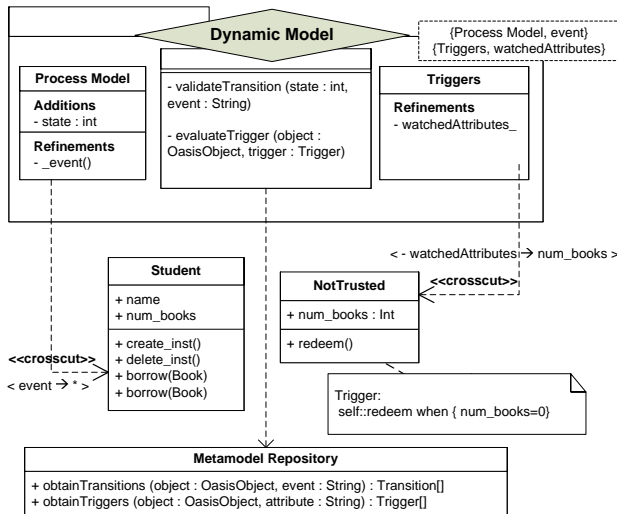 Dynamic Model
{Process Model, event}
{Triggers, watchedAttributes}
Process Model
Additions
- state : int
Refinements
- _event()
- validateTransition (state : int,
event : String)
- evaluateTrigger (object :
OasisObject, trigger : Trigger)
Triggers
Refinements
- watchedAttributes_
< - watchedAttributes → num_books >
<<crosscut>>
Student
+ name
+ num_books
+ create_inst()
+ delete_inst()
+ borrow(Book)
+ borrow(Book)
<<crosscut>>
< event → * >
NotTrusted
+ num_books : Int
+ redeem()
Trigger:
self::redeem when { num_books=0}
Metamodel Repository
+ obtainTransitions (object : OasisObject, event : String) : Transition[]
+ obtainTriggers (object : OasisObject, attribute : String) : Trigger[]